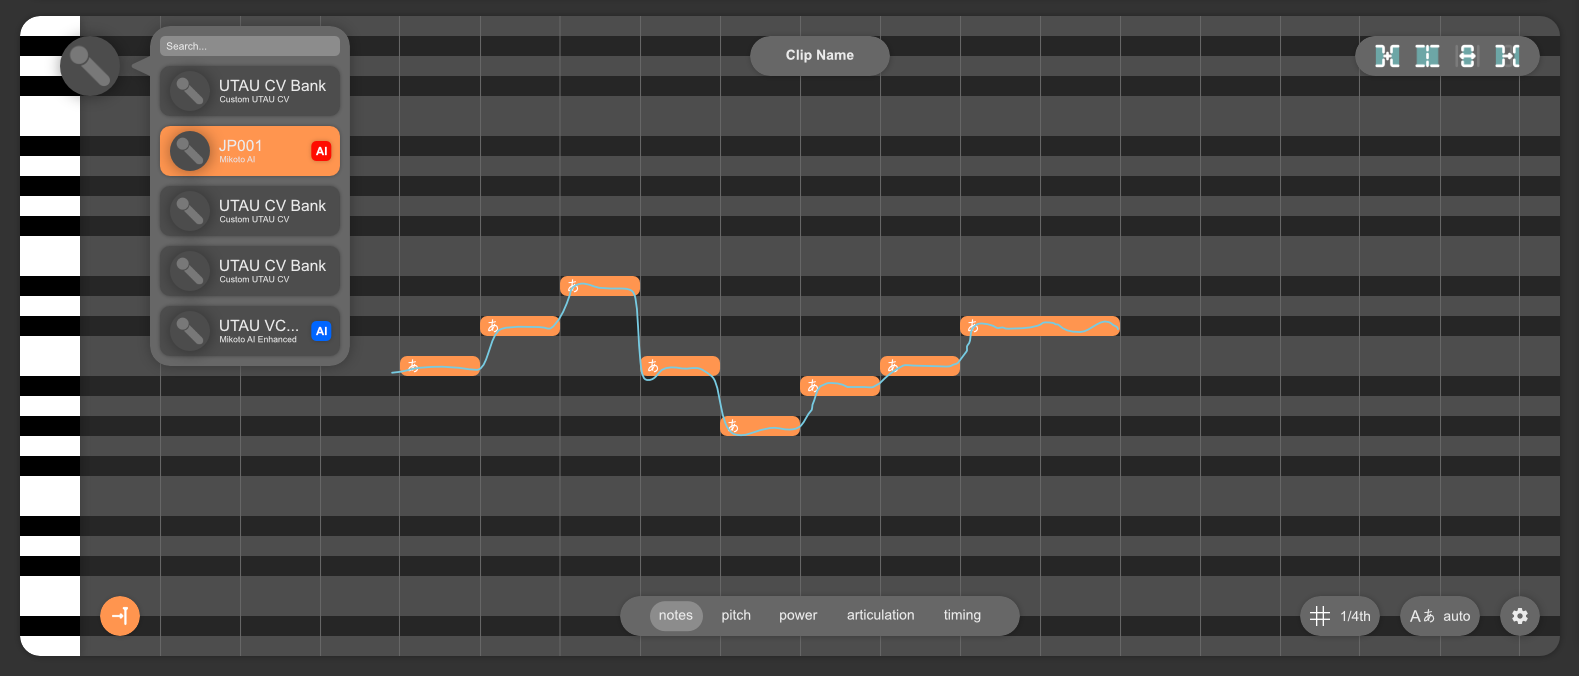 Search...
Clip Name
UTAU CV Bank
Custom UTAU CV
JP001
Mikoto AI
AI
UTAU CV Bank
Custom UTAU CV
UTAU CV Bank
Custom UTAU CV
UTAU VC...
Mikoto AI Enhanced
AI
あ
あ
あ
あ
あ
あ
あ
あ
notes
pitch
power
articulation
timing
1/4th
Aあ auto